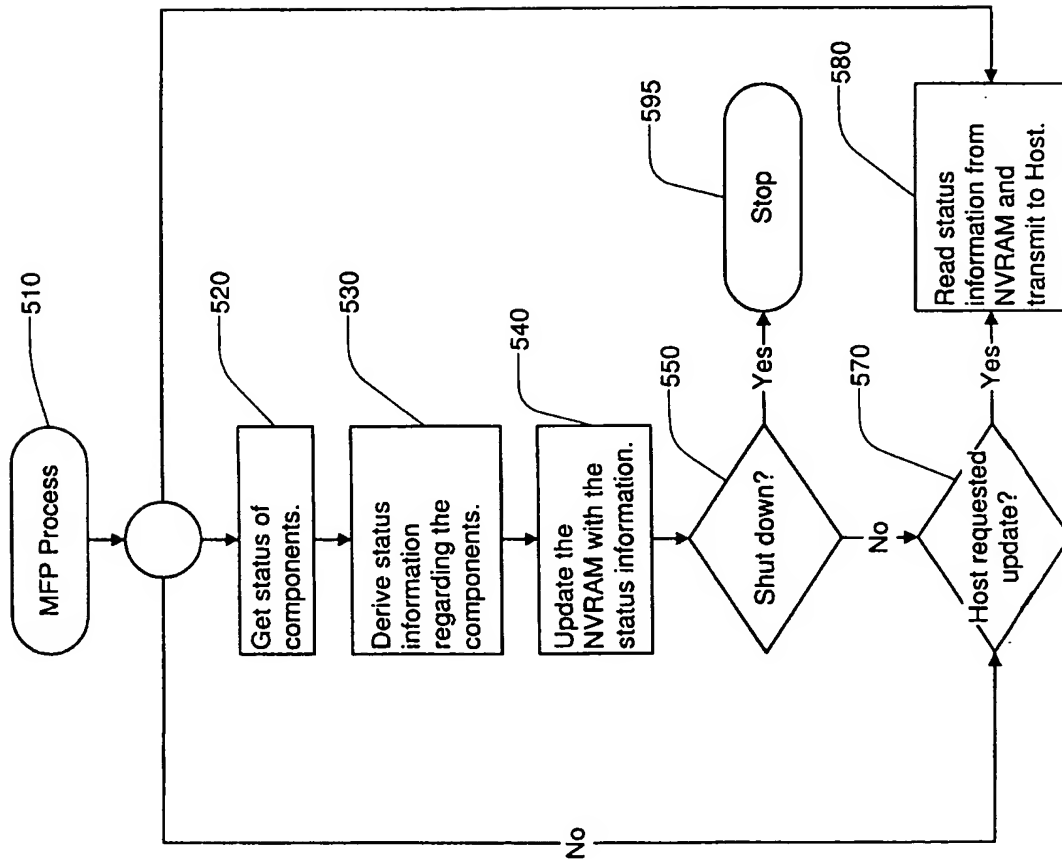 MFP Process
510
Get status of
components.
520
Derive status
information
regarding the
components.
530
Update the
NVRAM with the
status information.
540
Shut down?
550
Yes
Stop
595
No
Host requested
update?
570
Yes
Read status
information from
NVRAM and
transmit to Host.
580
No